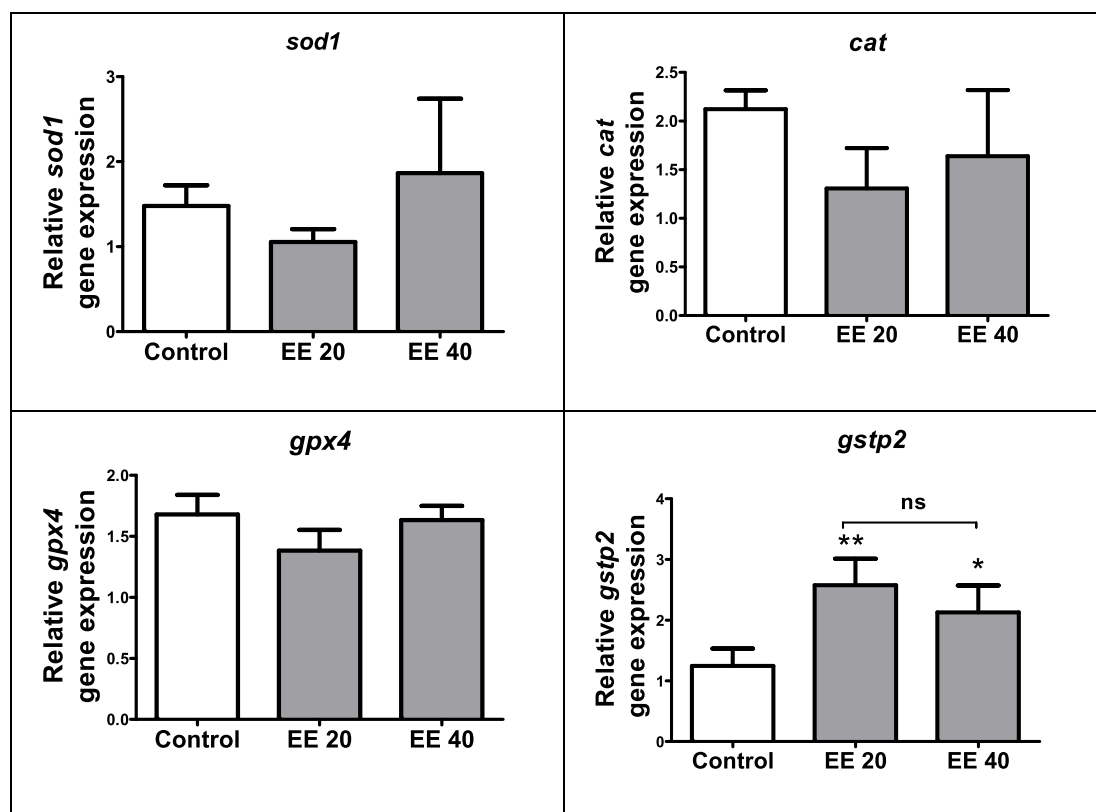 sod1
Relative sod1
gene expression
3
2
1
0
Control EE 20 EE 40
cat
Relative cat
gene expression
2.5
2.0
1.5
1.0
0.5
0.0
Control EE 20 EE 40
gpx4
Relative gpx4
gene expression
2.0
1.5
1.0
0.5
0.0
Control EE 20 EE 40
gstp2
Relative gstp2
gene expression
4
3
2
1
0
ns
**
*
Control EE 20 EE 40